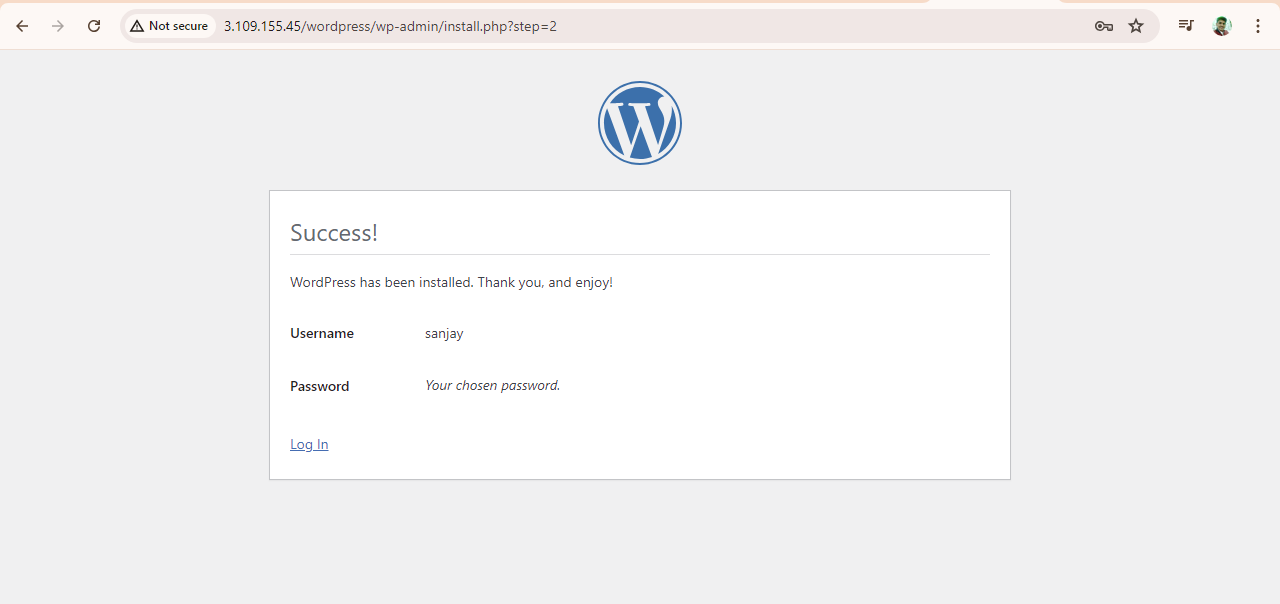 Not secure 3.109.155.45/wordpress/wp-admin/install.php?step=2
W
Success!
WordPress has been installed. Thank you, and enjoy!
Username sanjay
Password Your chosen password.
Log In